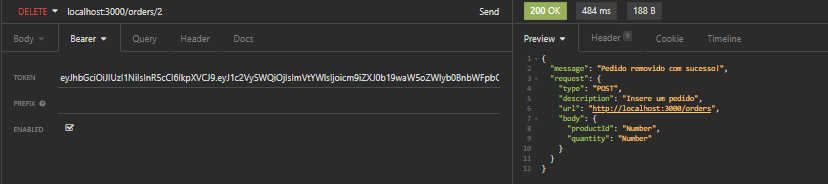 DELETE localhost:3000/orders/2 Send
200 OK 484 ms 188 B
Body Bearer Query Header Docs
Preview Header 9 Cookie Timeline
TOKEN
PREFIX
ENABLED
1 {
2 "message": "Pedido removido com sucesso!",
3 "request": {
4 "type": "POST",
5 "description": "Insere um pedido",
6 "url": "http://localhost:3000/orders",
7 "body": {
8 "productId": "Number",
9 "quantity": "Number"
10 }
11 }
12 }